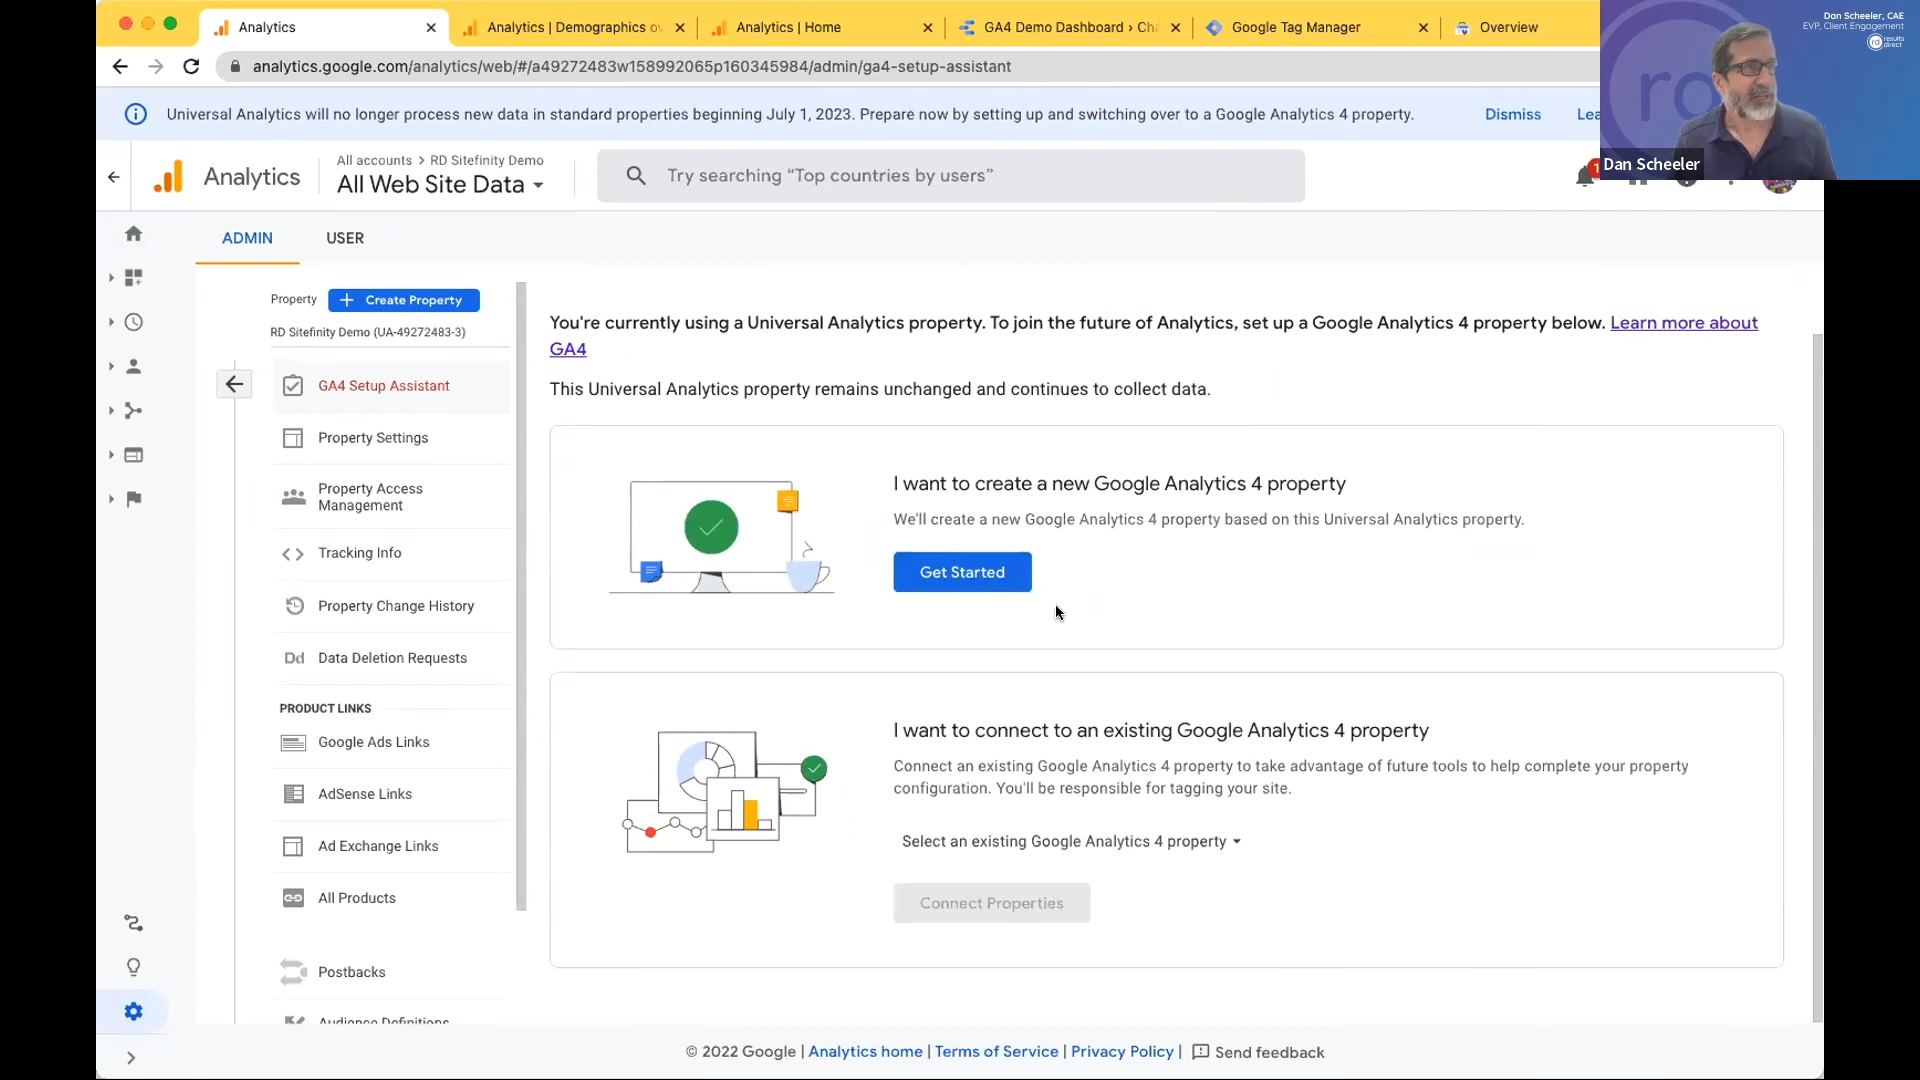 Analytics
Analytics | Demographics o
Analytics | Home
GA4 Demo Dashboard › Ch
Google Tag Manager
Overview
Dan Scheeler, CAE
EVP, Client Engagement
rd results direct
analytics.google.com/analytics/web/#/a49272483w158992065p160345984/admin/ga4-setup-assistant
Universal Analytics will no longer process new data in standard properties beginning July 1, 2023. Prepare now by setting up and switching over to a Google Analytics 4 property.
Dismiss
Lea
ro
Dan Scheeler
Analytics
All accounts > RD Sitefinity Demo
All Web Site Data
Try searching “Top countries by users”
1
ADMIN
USER
Property
+ Create Property
RD Sitefinity Demo (UA-49272483-3)
GA4 Setup Assistant
Property Settings
Property Access
Management
Tracking Info
Property Change History
Dd Data Deletion Requests
PRODUCT LINKS
Google Ads Links
AdSense Links
Ad Exchange Links
All Products
Postbacks
Audience Definitions
You're currently using a Universal Analytics property. To join the future of Analytics, set up a Google Analytics 4 property below. Learn more about
GA4
This Universal Analytics property remains unchanged and continues to collect data.
I want to create a new Google Analytics 4 property
We'll create a new Google Analytics 4 property based on this Universal Analytics property.
Get Started
I want to connect to an existing Google Analytics 4 property
Connect an existing Google Analytics 4 property to take advantage of future tools to help complete your property
configuration. You'll be responsible for tagging your site.
Select an existing Google Analytics 4 property
Connect Properties
© 2022 Google | Analytics home | Terms of Service | Privacy Policy | Send feedback